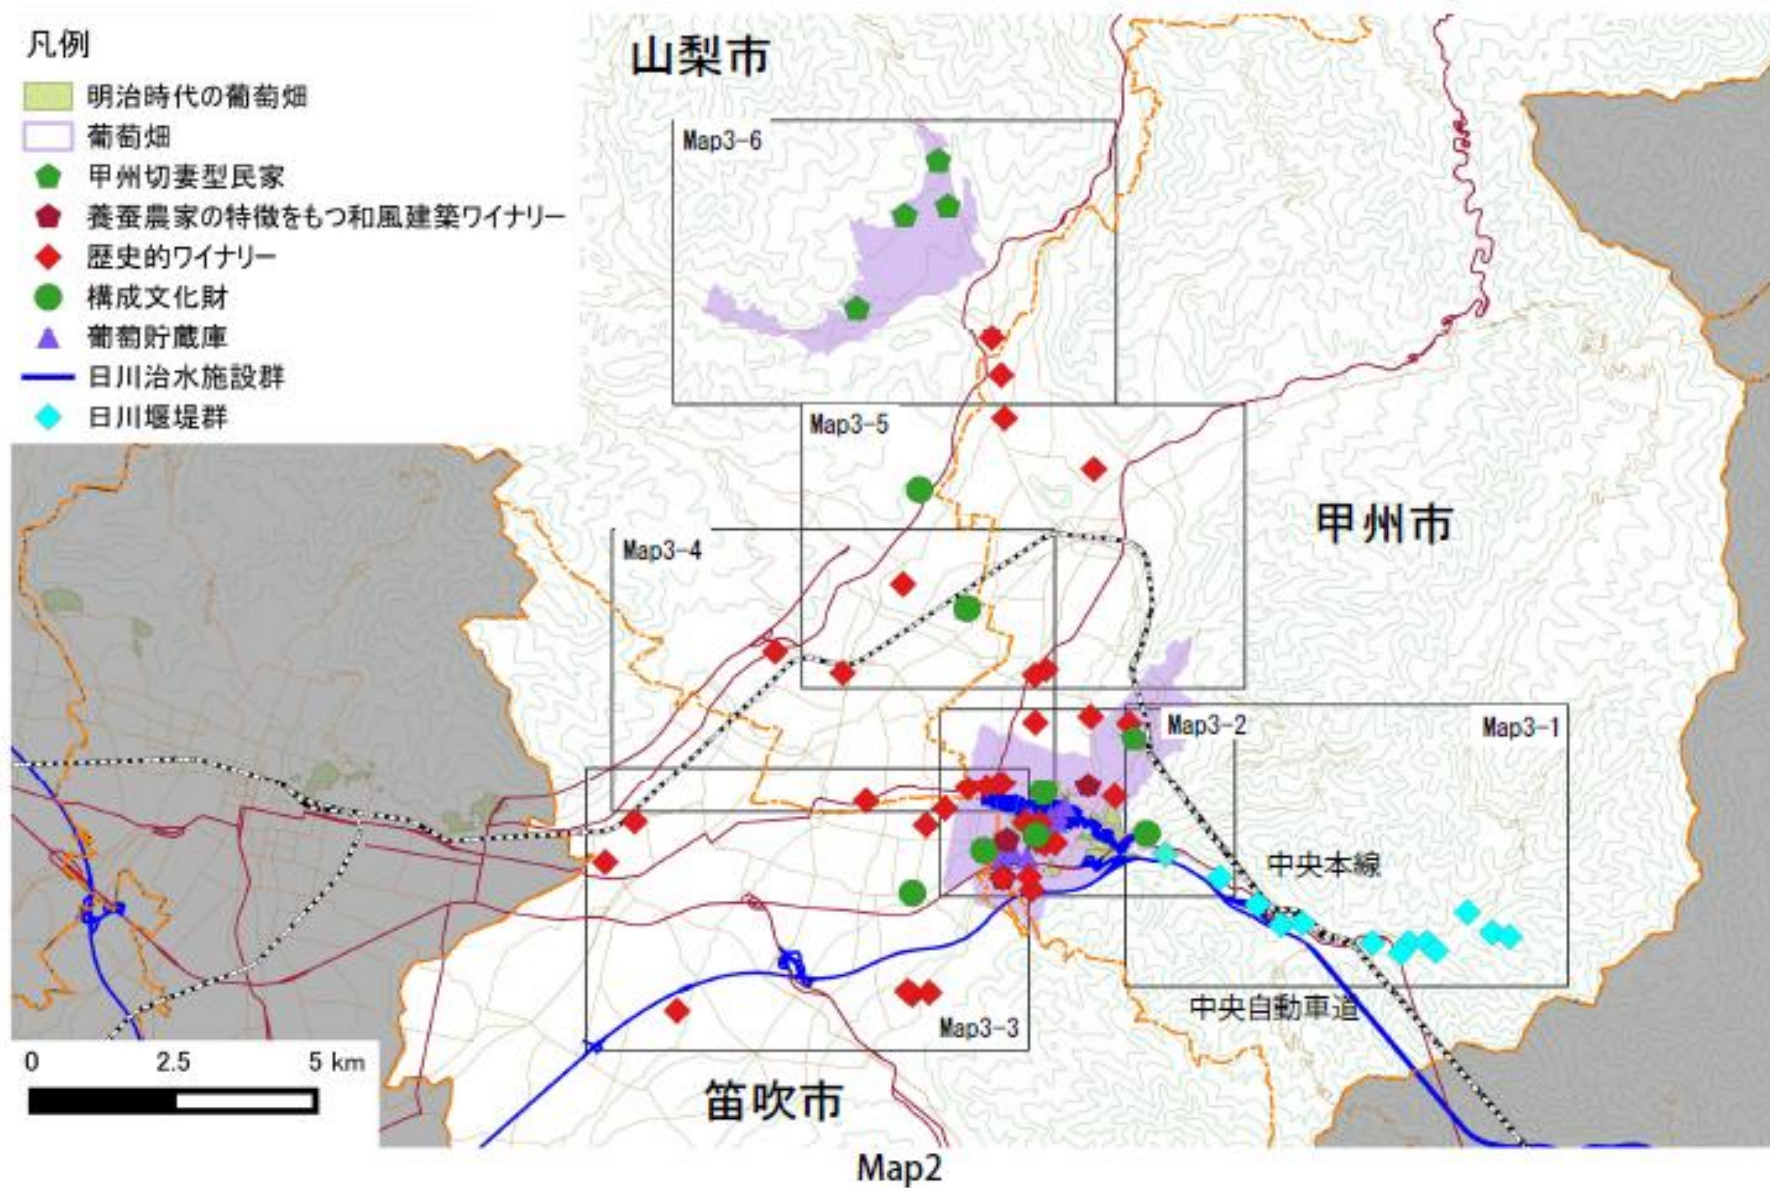 凡例
明治時代の葡萄畑
葡萄畑
甲州切妻型民家
養蚕農家の特徴をもつ和風建築ワイナリー
歴史的ワイナリー
構成文化財
葡萄貯蔵庫
日川治水施設群
日川堰堤群
山梨市
Map3-6
Map3-5
甲州市
Map3-4
Map3-2
Map3-1
中央本線
中央自動車道
Map3-3
0 2.5 5 km
笛吹市
Map2